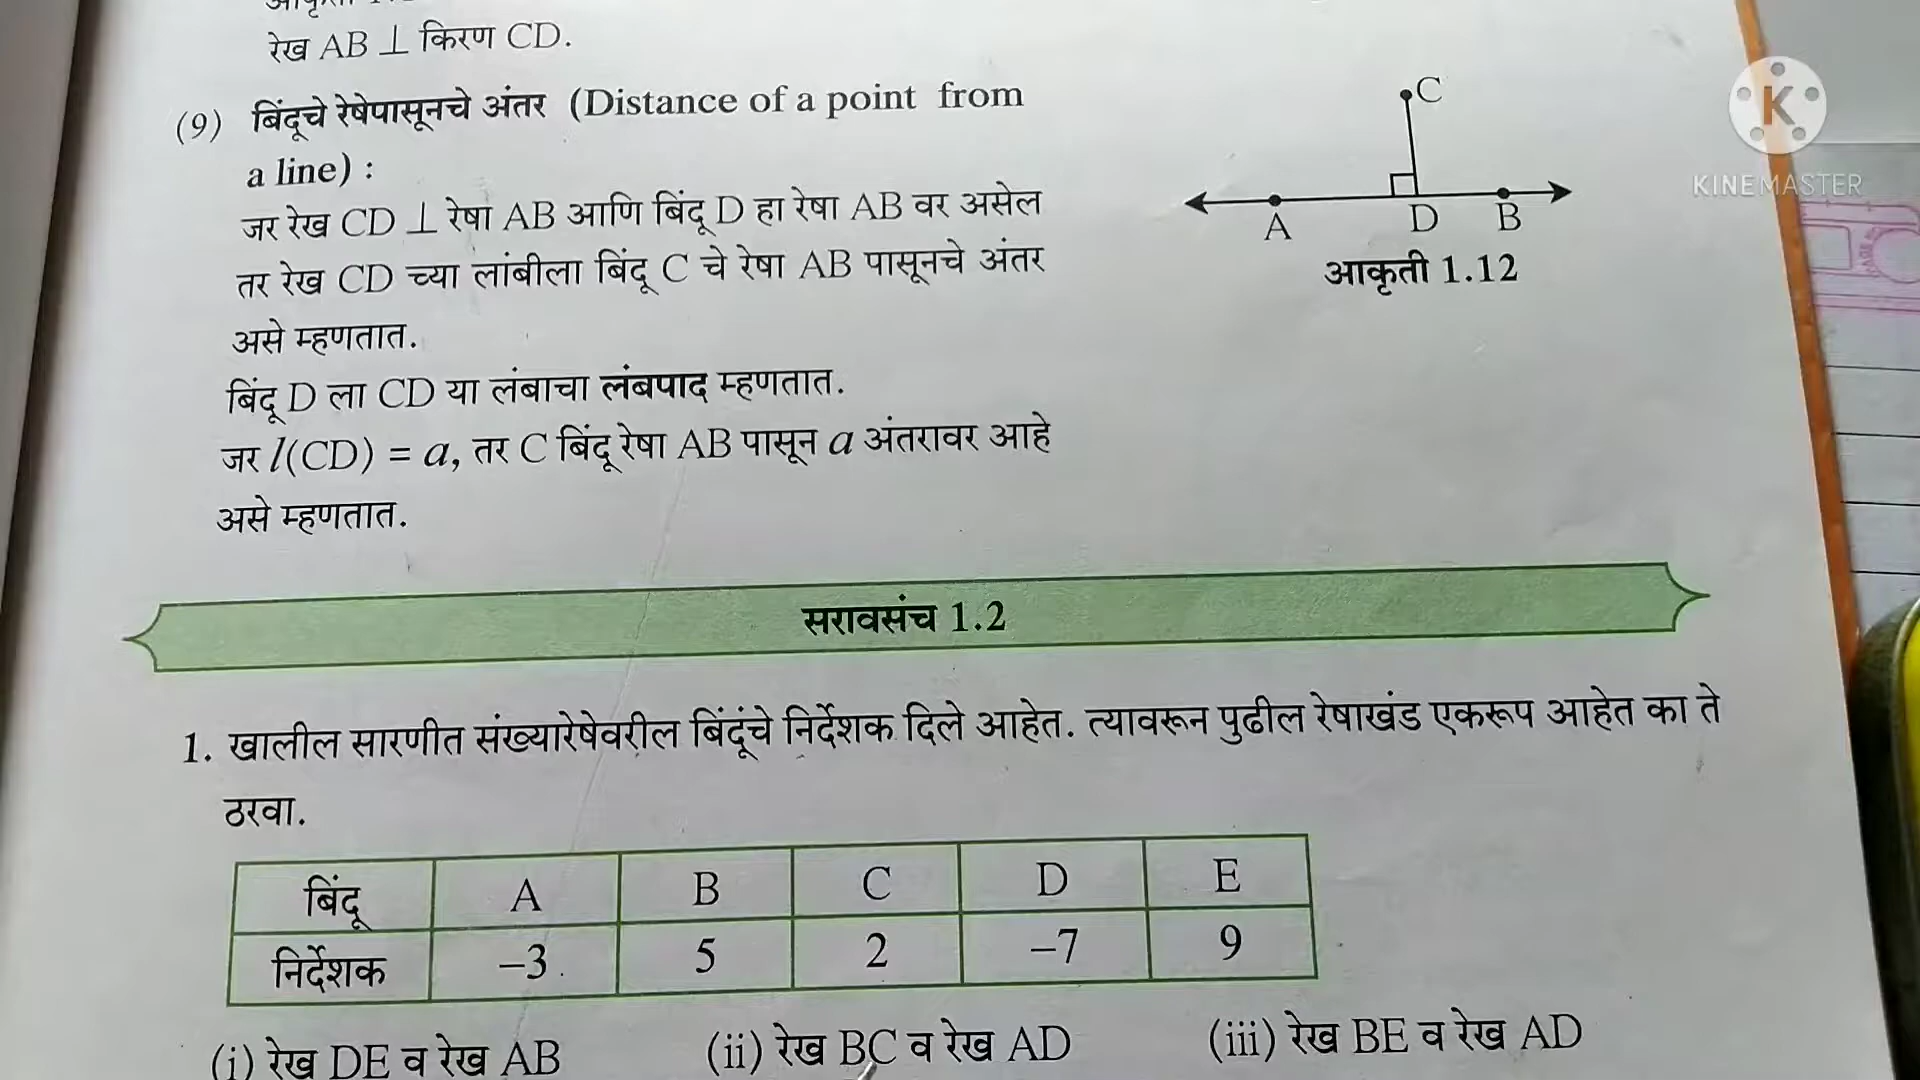 रेख AB ⊥ किरण CD.
(9) बिंदूचे रेषेपासूनचे अंतर (Distance of a point from
a line) :
जर रेख CD ⊥ रेषा AB आणि बिंदू D हा रेषा AB वर असेल
तर रेख CD च्या लांबीला बिंदू C चे रेषा AB पासूनचे अंतर
असे म्हणतात.
बिंदू D ला CD या लंबाचा लंबपाद म्हणतात.
जर l(CD) = a, तर C बिंदू रेषा AB पासून a अंतरावर आहे
असे म्हणतात.
C
A D B
आकृती 1.12
K
KINEMASTER
सरावसंच 1.2
1. खालील सारणीत संख्यारेषेवरील बिंदूंचे निर्देशक दिले आहेत. त्यावरून पुढील रेषाखंड एकरूप आहेत का ते
ठरवा.
बिंदू A B C D E
निर्देशक –3 5 2 –7 9
(i) रेख DE व रेख AB (ii) रेख BC व रेख AD (iii) रेख BE व रेख AD